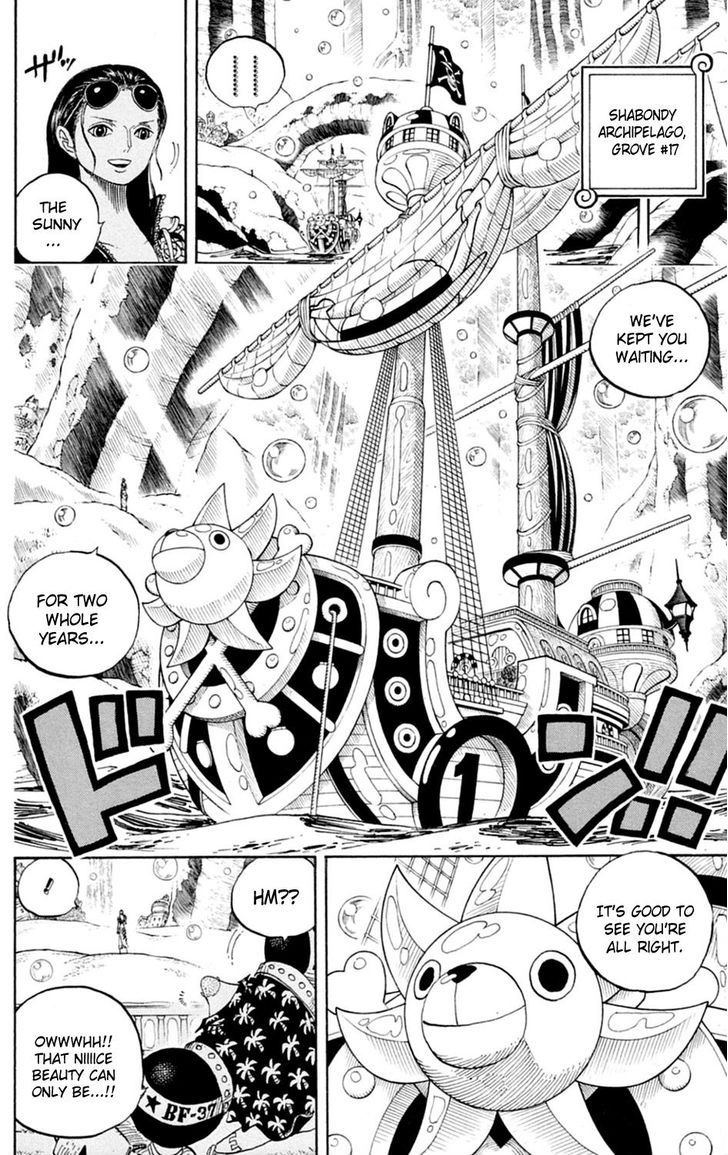 SHABONDY
ARCHIPELAGO,
GROVE #17
!!
ザッ
THE
SUNNY
...
WE'VE
KEPT YOU
WAITING...
FOR TWO
WHOLE
YEARS...
ドン!!
1
IT'S GOOD TO
SEE YOU'RE
ALL RIGHT.
HM??
!
OWWWHH!!
THAT NIIIICE
BEAUTY CAN
ONLY BE...!!
★ BF-37